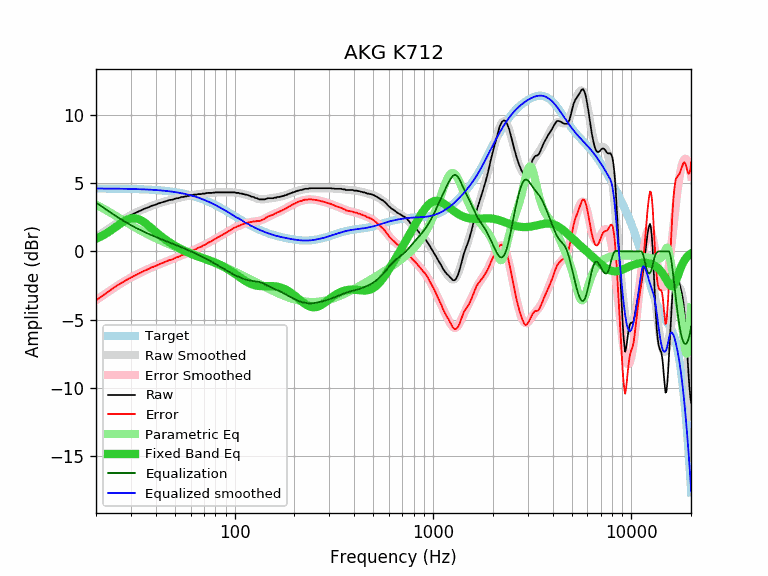 AKG K712
10
5
0
−5
−10
−15
Amplitude (dBr)
Target
Raw Smoothed
Error Smoothed
Raw
Error
Parametric Eq
Fixed Band Eq
Equalization
Equalized smoothed
100
1000
10000
Frequency (Hz)